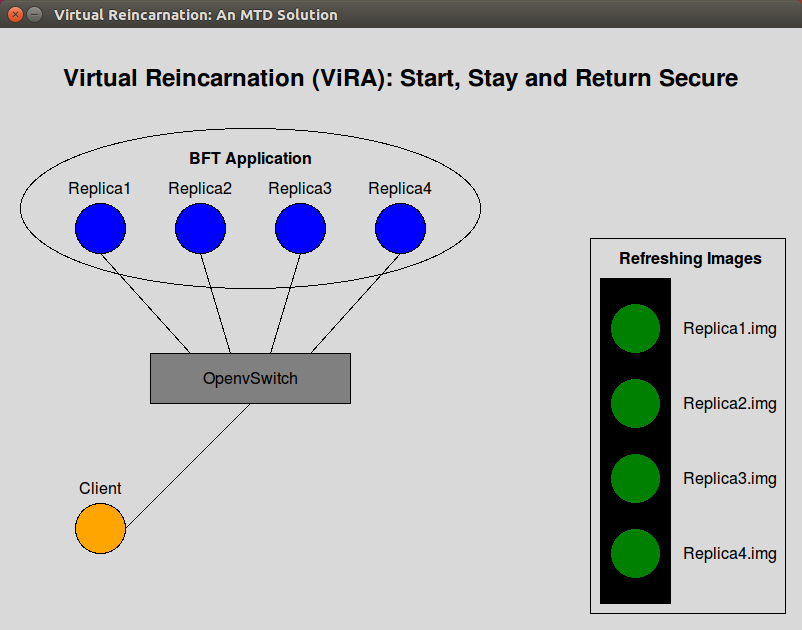 Virtual Reincarnation: An MTD Solution
Virtual Reincarnation (ViRA): Start, Stay and Return Secure
BFT Application
Replica1 Replica2 Replica3 Replica4
OpenvSwitch
Client
Refreshing Images
Replica1.img
Replica2.img
Replica3.img
Replica4.img